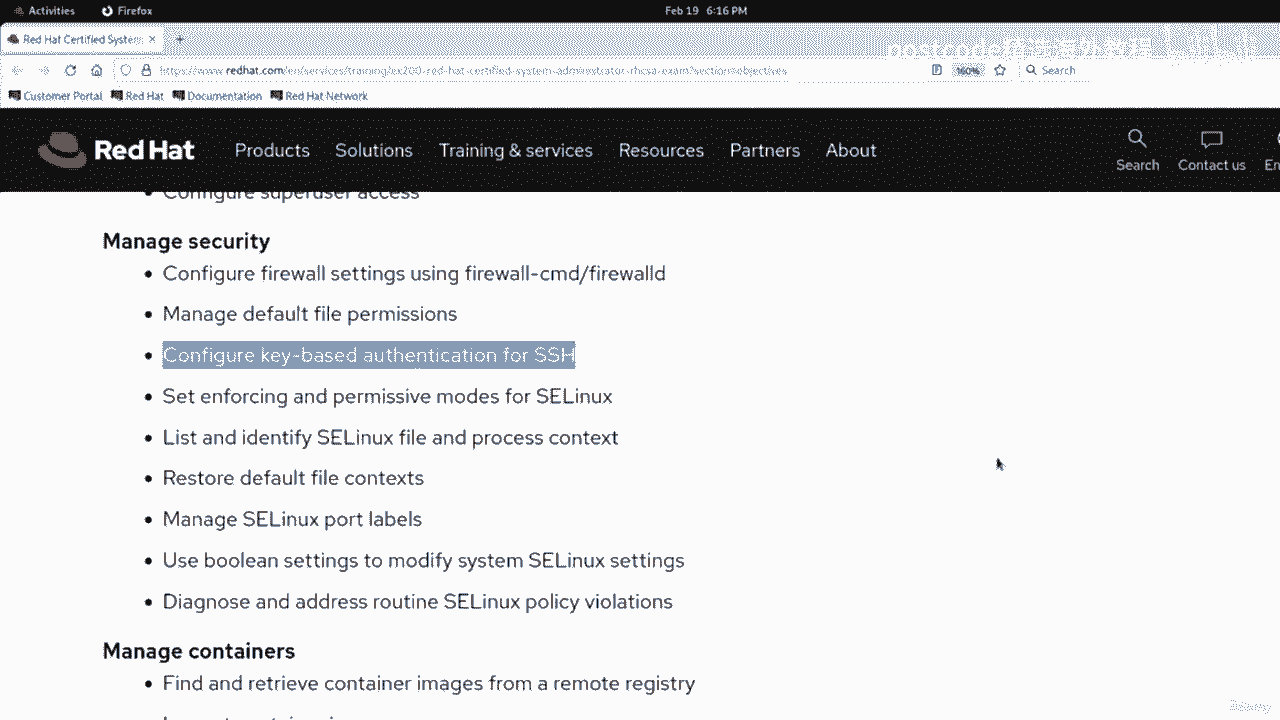 Activities Firefox Feb 19 6:16 PM
Red Hat Certified System
https://www.redhat.com/en/services/training/ex200-red-hat-certified-system-administrator-rhcsa-exam?section=objectives 160% Search
Customer Portal Red Hat Documentation Red Hat Network
Red Hat Products Solutions Training & services Resources Partners About Search Contact us En
Configure superuser access
Manage security
• Configure firewall settings using firewall-cmd/firewalld
• Manage default file permissions
• Configure key-based authentication for SSH
• Set enforcing and permissive modes for SELinux
• List and identify SELinux file and process context
• Restore default file contexts
• Manage SELinux port labels
• Use boolean settings to modify system SELinux settings
• Diagnose and address routine SELinux policy violations
Manage containers
• Find and retrieve container images from a remote registry
Udemy